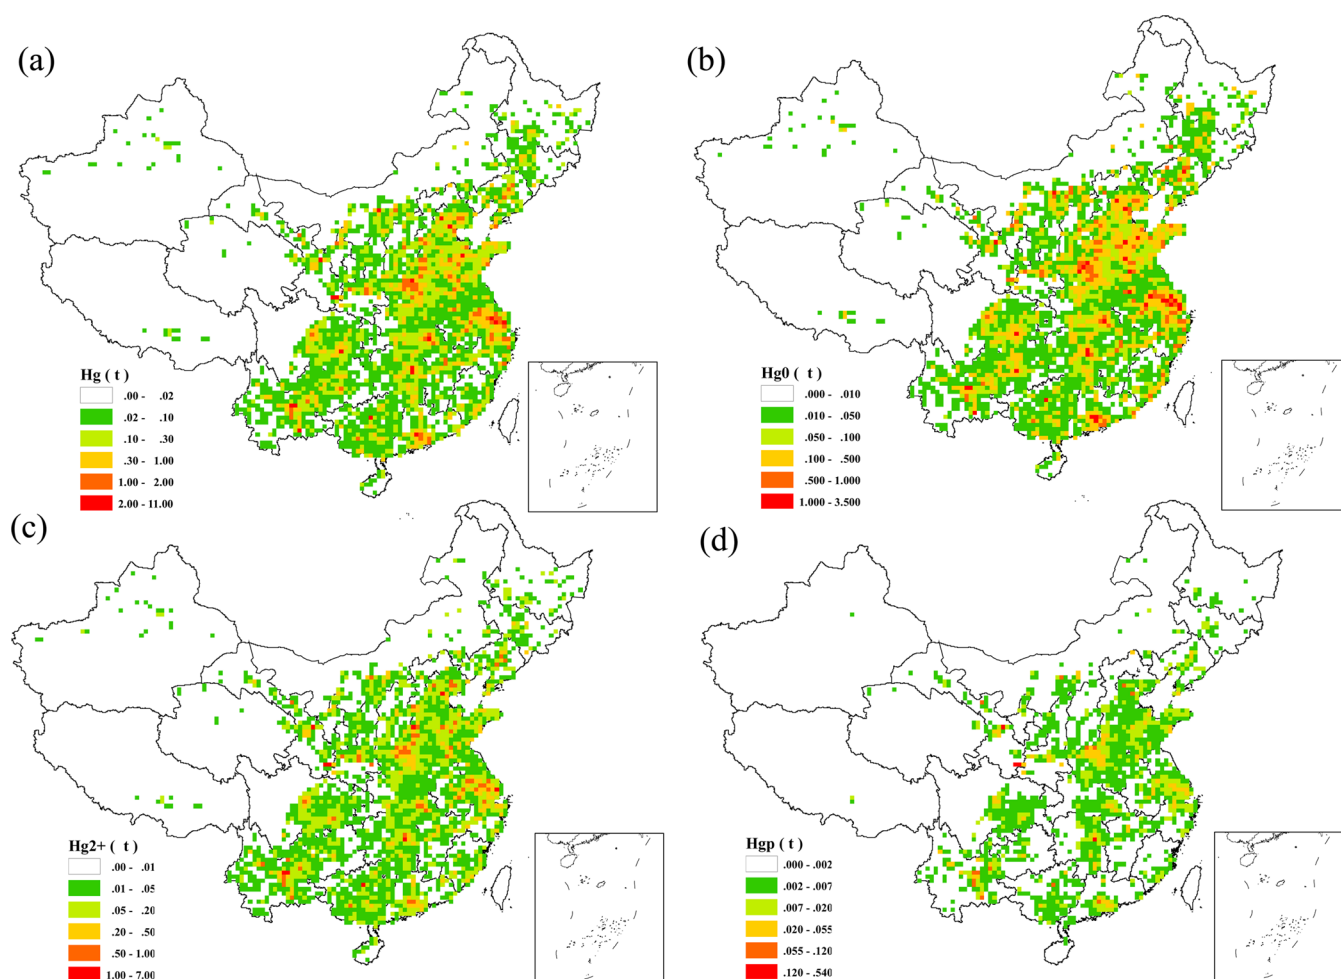 (a)
Hg ( t )
.00 - .02
.02 - .10
.10 - .30
.30 - 1.00
1.00 - 2.00
2.00 - 11.00
(b)
Hg0 ( t )
.000 - .010
.010 - .050
.050 - .100
.100 - .500
.500 - 1.000
1.000 - 3.500
(c)
Hg2+ ( t )
.00 - .01
.01 - .05
.05 - .20
.20 - .50
.50 - 1.00
1.00 - 7.00
(d)
Hgp ( t )
.000 - .002
.002 - .007
.007 - .020
.020 - .055
.055 - .120
.120 - .540